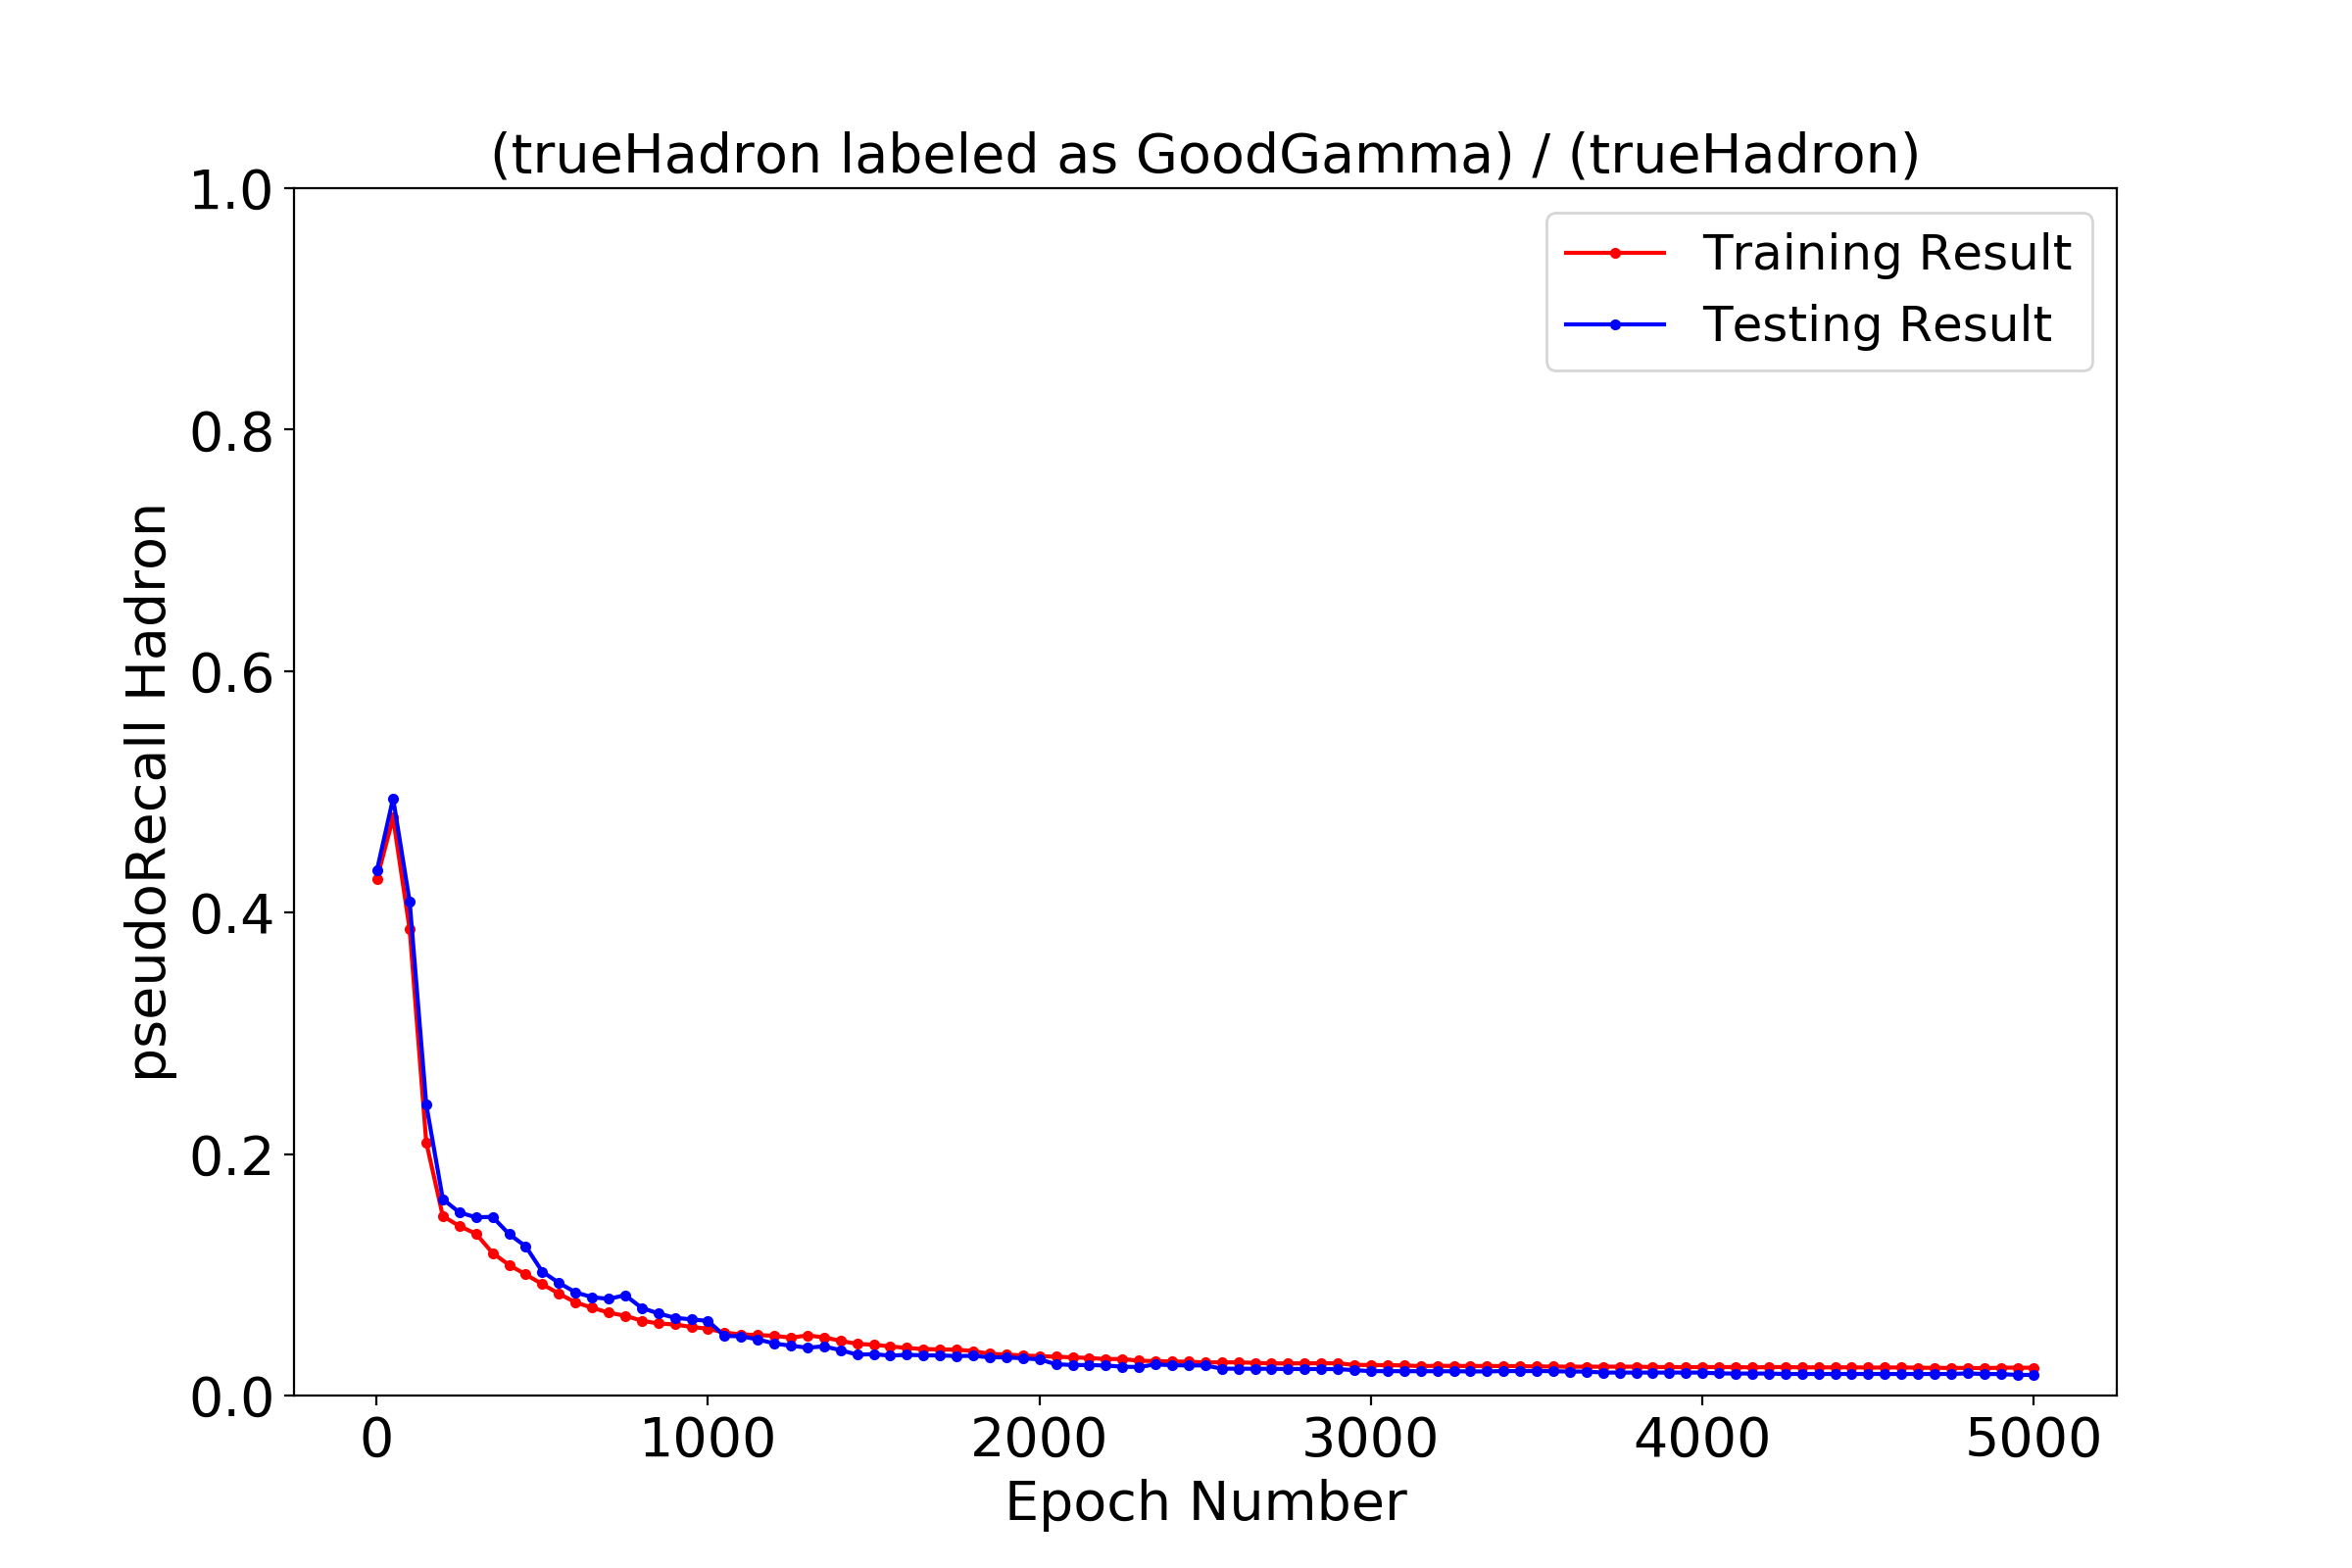 (trueHadron labeled as GoodGamma) / (trueHadron)
1.0
0.8
0.6
0.4
0.2
0.0
pseudoRecall Hadron
Training Result
Testing Result
0 1000 2000 3000 4000 5000
Epoch Number